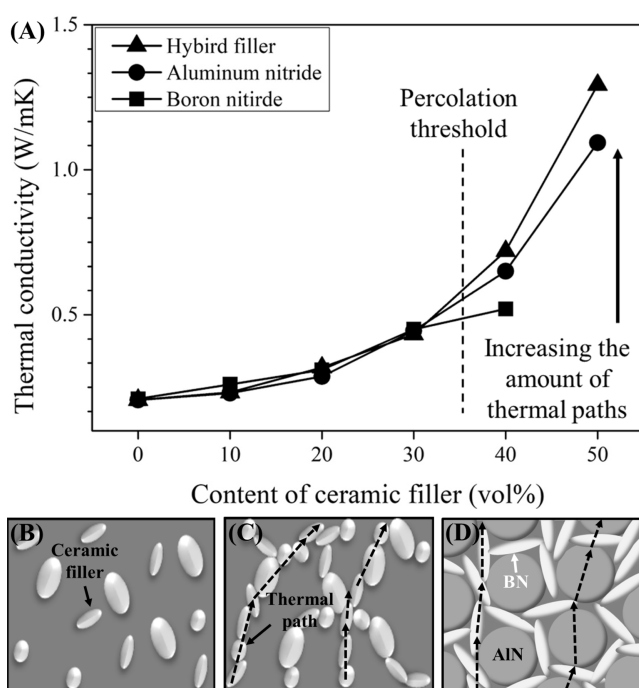 (A)
1.5
1.0
0.5
Thermal conductivity (W/mK)
Hybird filler
Aluminum nitride
Boron nitirde
Percolation
threshold
Increasing the
amount of
thermal paths
0 10 20 30 40 50
Content of ceramic filler (vol%)
(B)
Ceramic
filler
(C)
Thermal
path
(D)
BN
AlN